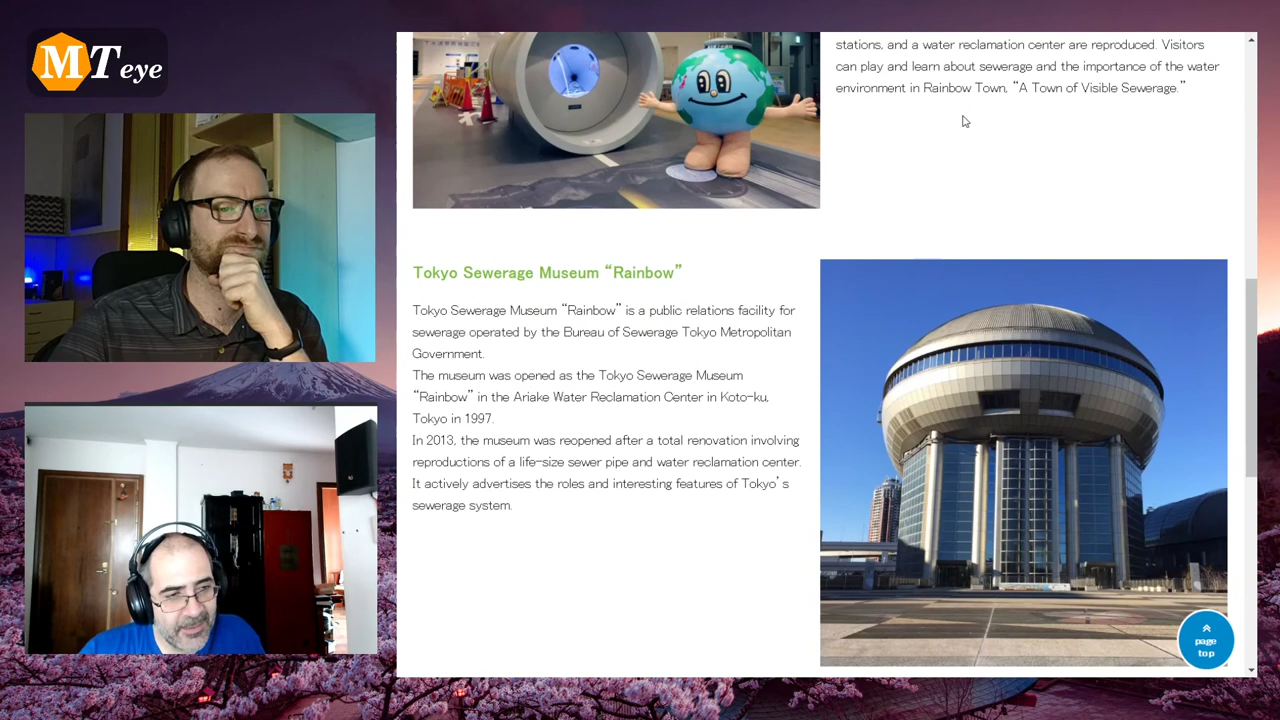 MT eye
stations, and a water reclamation center are reproduced. Visitors
can play and learn about sewerage and the importance of the water
environment in Rainbow Town, “A Town of Visible Sewerage.”
Tokyo Sewerage Museum “Rainbow”
Tokyo Sewerage Museum “Rainbow” is a public relations facility for
sewerage operated by the Bureau of Sewerage Tokyo Metropolitan
Government.
The museum was opened as the Tokyo Sewerage Museum
“Rainbow” in the Ariake Water Reclamation Center in Koto-ku,
Tokyo in 1997.
In 2013, the museum was reopened after a total renovation involving
reproductions of a life-size sewer pipe and water reclamation center.
It actively advertises the roles and interesting features of Tokyo’s
sewerage system.
page
top